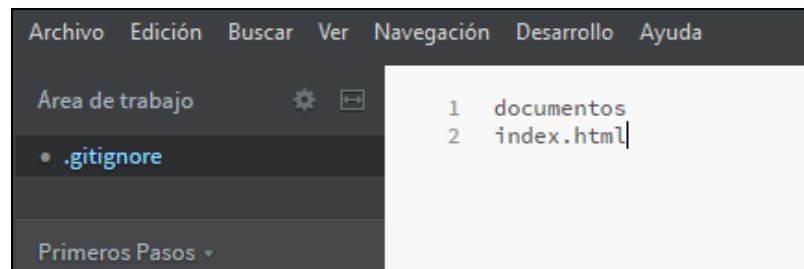 Archivo Edición Buscar Ver Navegación Desarrollo Ayuda
Área de trabajo
.gitignore
Primeros Pasos
1 documentos
2 index.html